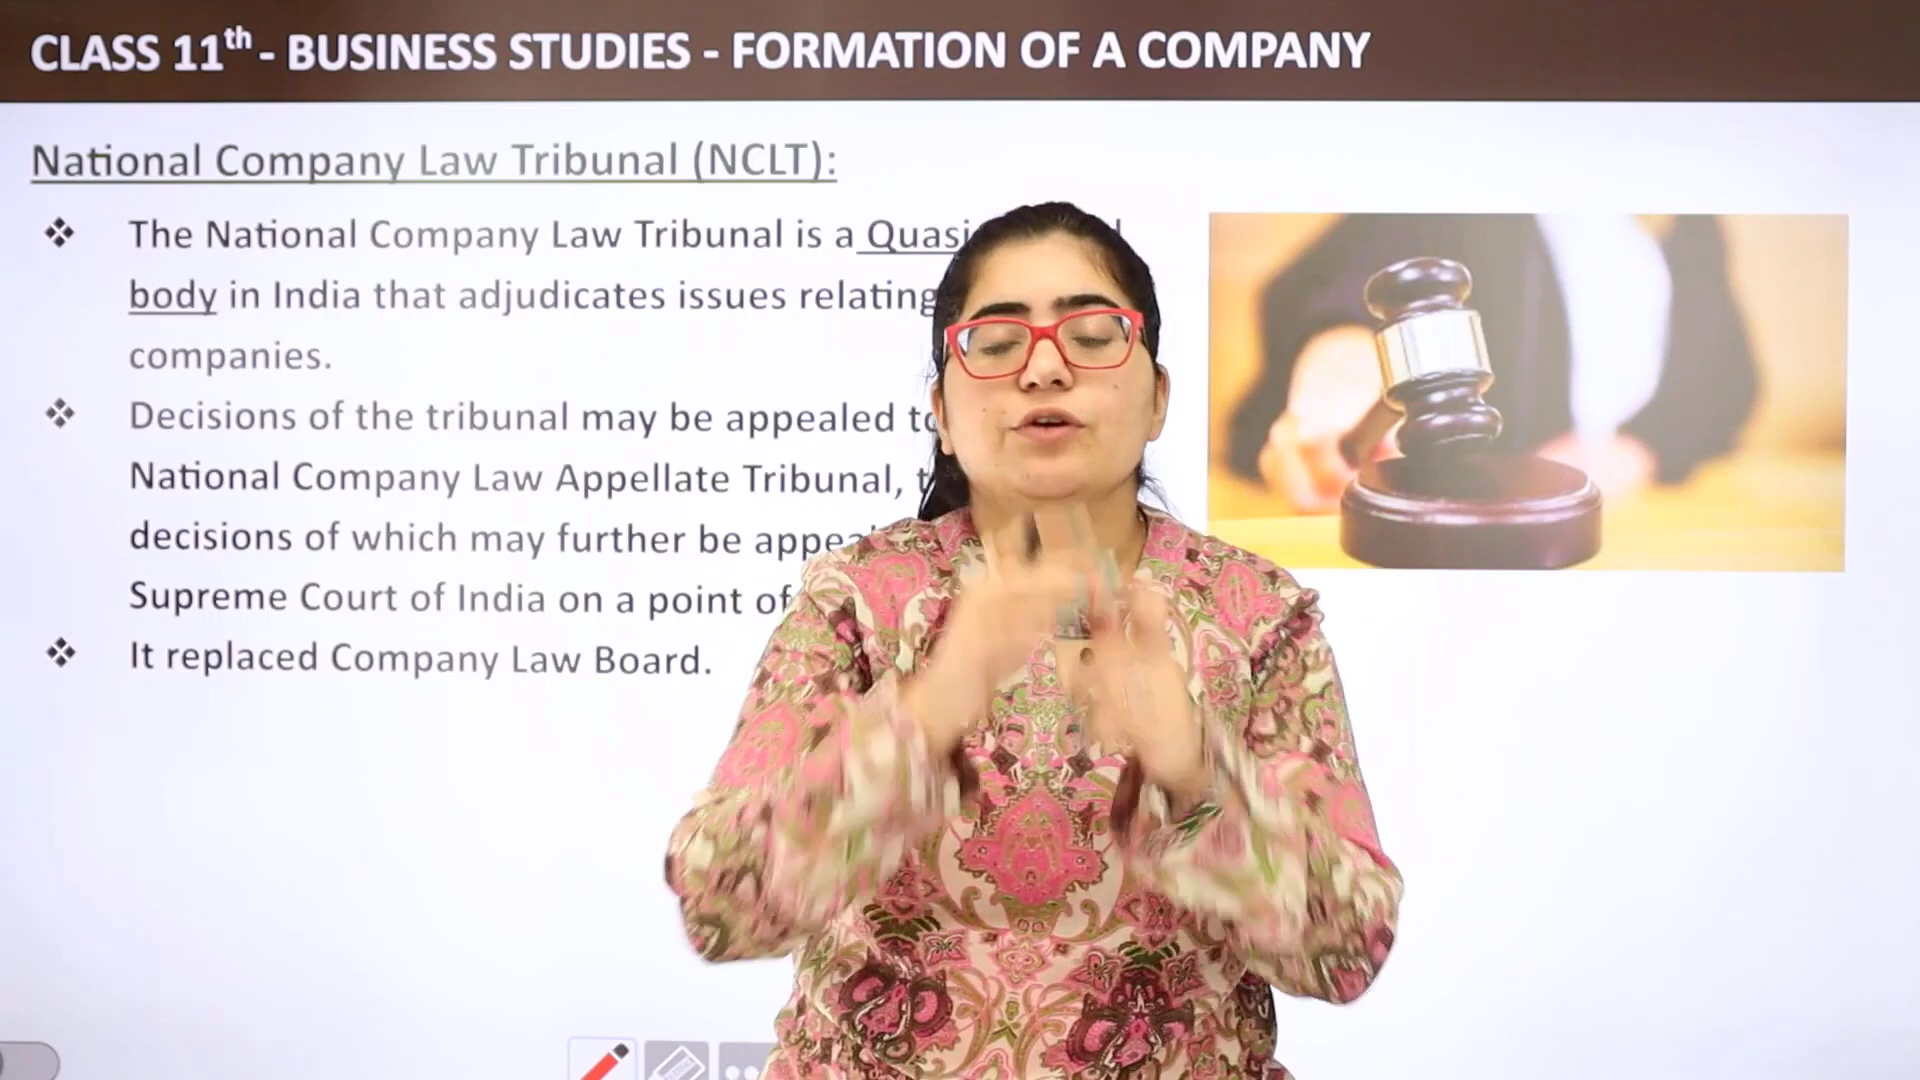 CLASS 11th - BUSINESS STUDIES - FORMATION OF A COMPANY
National Company Law Tribunal (NCLT):
❖ The National Company Law Tribunal is a Quasi
body in India that adjudicates issues relating
companies.
❖ Decisions of the tribunal may be appealed to
National Company Law Appellate Tribunal,
decisions of which may further be
Supreme Court of India on a point of
❖ It replaced Company Law Board.